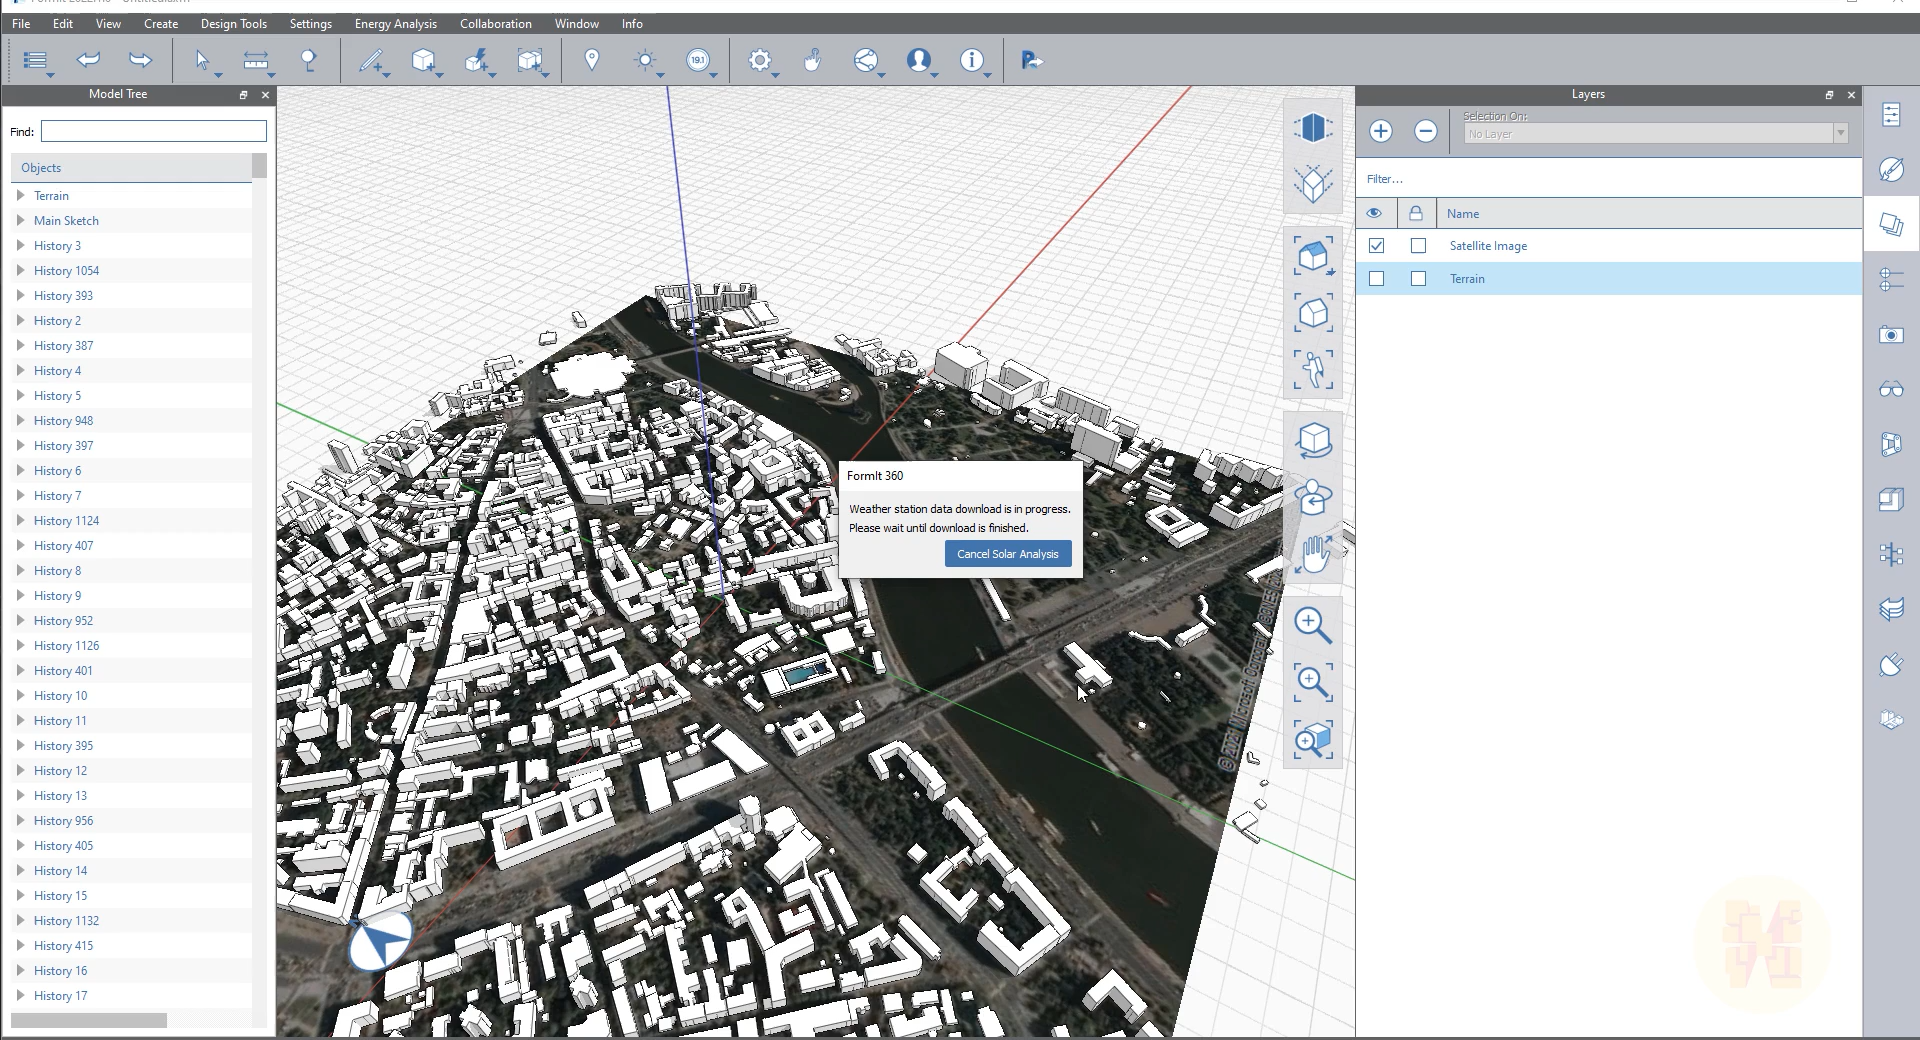 File Edit View Create Design Tools Settings Energy Analysis Collaboration Window Info
19.1
Model Tree
Find:
Objects
Terrain
Main Sketch
History 3
History 1054
History 393
History 2
History 387
History 4
History 5
History 948
History 397
History 6
History 7
History 1124
History 407
History 8
History 9
History 952
History 1126
History 401
History 10
History 11
History 395
History 12
History 13
History 956
History 405
History 14
History 15
History 1132
History 415
History 16
History 17
FormIt 360
Weather station data download is in progress.
Please wait until download is finished.
Cancel Solar Analysis
© 2021 Microsoft
Layers
Selection On:
No Layer
Filter...
Name
Satellite Image
Terrain